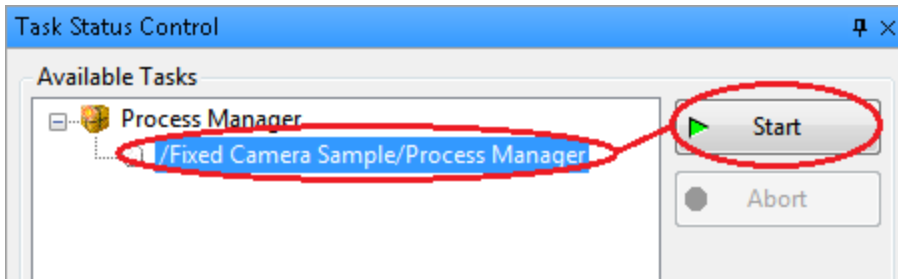 Task Status Control
Available Tasks
Process Manager
/Fixed Camera Sample/Process Manager
Start
Abort